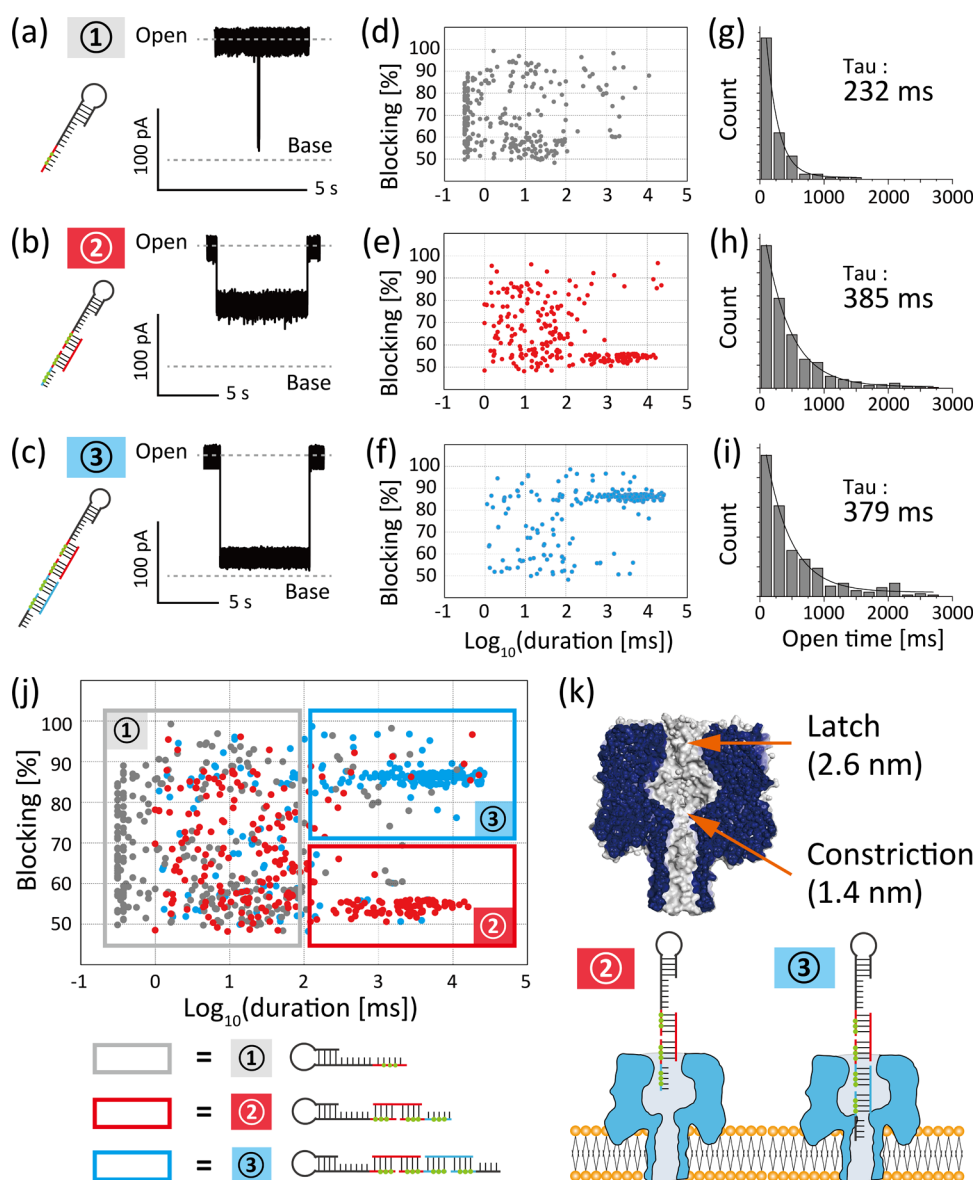 (a) ① Open
100 pA
Base
5 s
(d)
Blocking [%]
100
90
80
70
60
50
-1 0 1 2 3 4 5
(g)
Count
Tau :
232 ms
0 1000 2000 3000
(b) ② Open
100 pA
Base
5 s
(e)
Blocking [%]
100
90
80
70
60
50
-1 0 1 2 3 4 5
(h)
Count
Tau :
385 ms
0 1000 2000 3000
(c) ③ Open
100 pA
Base
5 s
(f)
Blocking [%]
100
90
80
70
60
50
-1 0 1 2 3 4 5
Log10(duration [ms])
(i)
Count
Tau :
379 ms
0 1000 2000 3000
Open time [ms]
(j)
Blocking [%]
100
90
80
70
60
50
①
③
②
-1 0 1 2 3 4 5
Log10(duration [ms])
= ①
= ②
= ③
(k)
Latch
(2.6 nm)
Constriction
(1.4 nm)
② ③